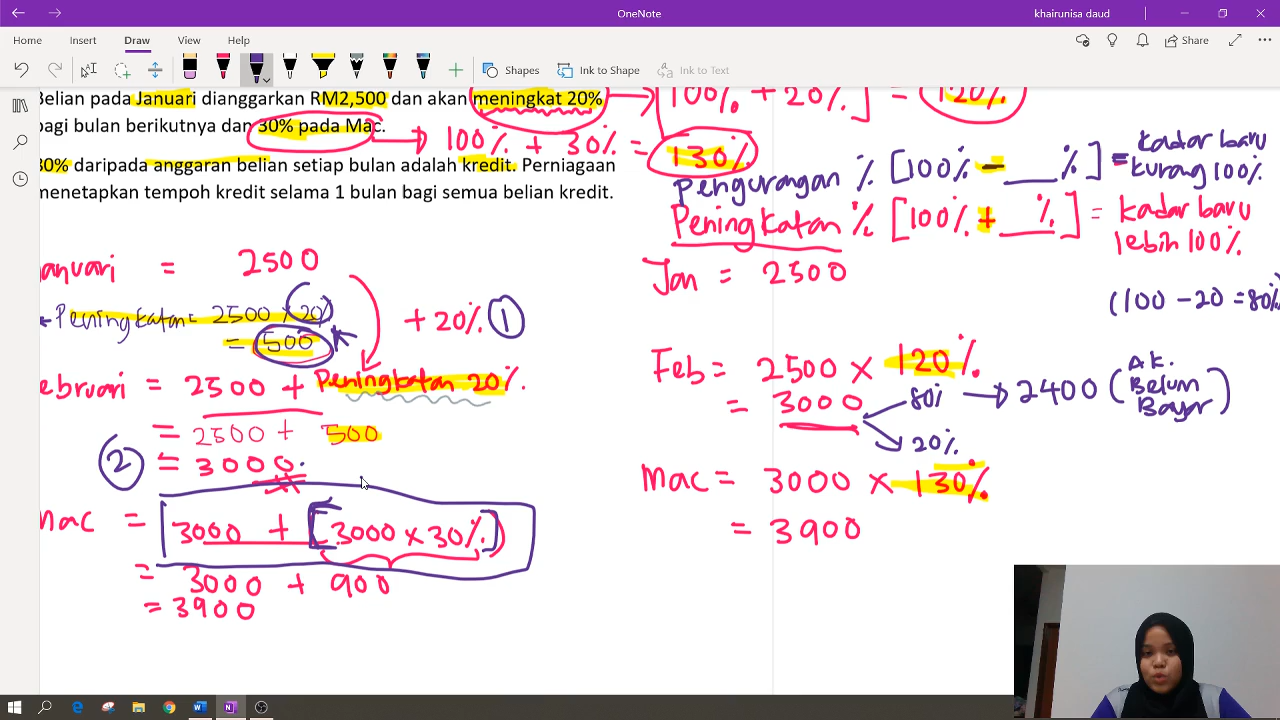 OneNote
khairunisa daud
Home Insert Draw View Help
Share
Shapes Ink to Shape Ink to Text
Belian pada Januari dianggarkan RM2,500 dan akan meningkat 20%
bagi bulan berikutnya dan 30% pada Mac.
80% daripada anggaran belian setiap bulan adalah kredit. Perniagaan
menetapkan tempoh kredit selama 1 bulan bagi semua belian kredit.
[100% + 20%] = 120%
100% + 30% = 130%
Pengurangan % [100% - __%] = kadar baru kurang 100%
Peningkatan % [100% + __%] = kadar baru lebih 100%
(100 - 20 = 80%
anuari = 2500
Peningkatan = 2500 x 20%
= 500
+ 20% 1
ebruari = 2500 + Peningkatan 20%.
= 2500 + 500
2 = 3000.
Mac = [3000 + [3000 x 30%])
= 3000 + 900
= 3900
Jan = 2500
Feb = 2500 x 120%
= 3000
80% → 2400 (Ak. Belum Bayar)
20%
Mac = 3000 x 130%
= 3900